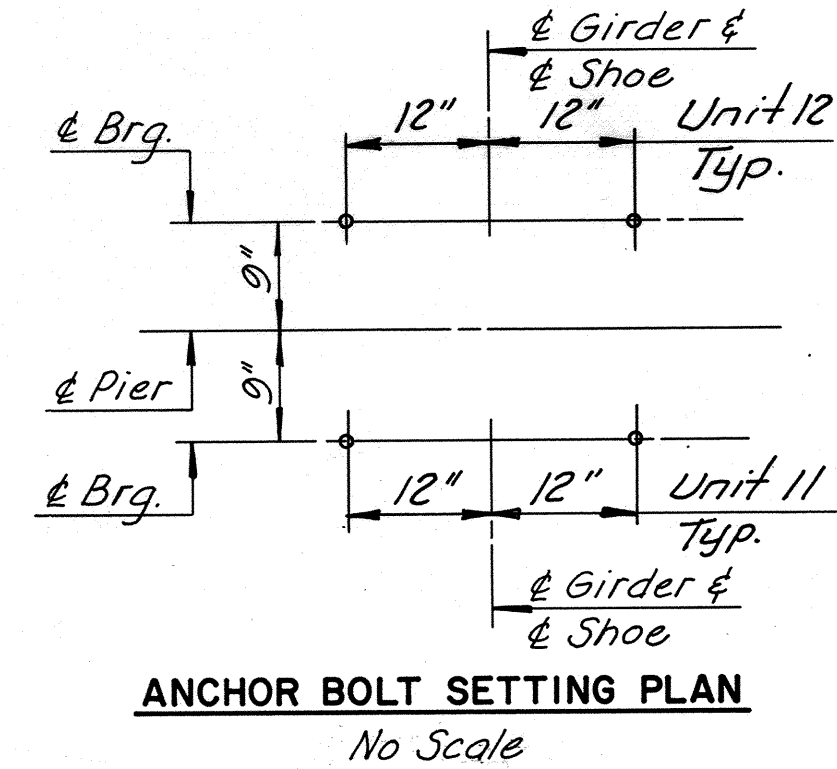 ℄ Girder &
℄ Shoe
12" 12" Unit 12
Typ.
℄ Brg.
9"
℄ Pier
9"
℄ Brg.
12" 12" Unit 11
Typ.
℄ Girder &
℄ Shoe
ANCHOR BOLT SETTING PLAN
No Scale